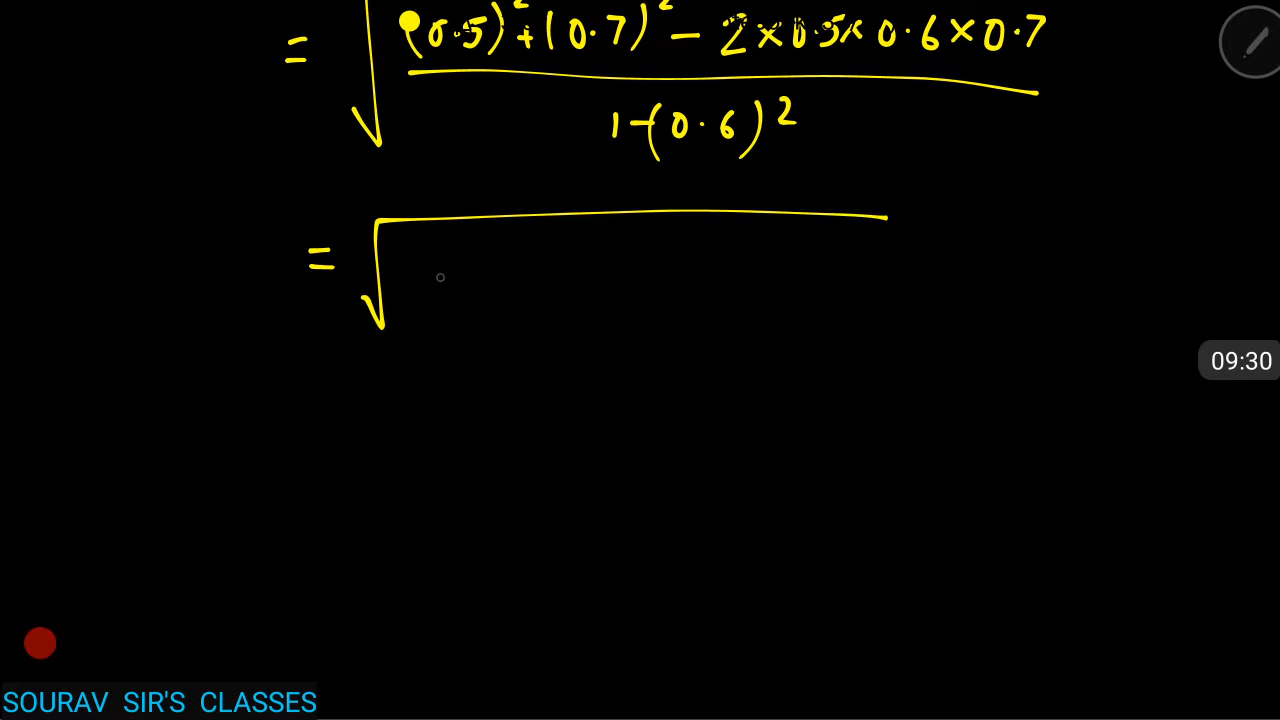 = √ (0.5)² + (0.7)² − 2 × 0.5 × 0.6 × 0.7
1 − (0.6)²
= √
09:30
SOURAV SIR'S CLASSES